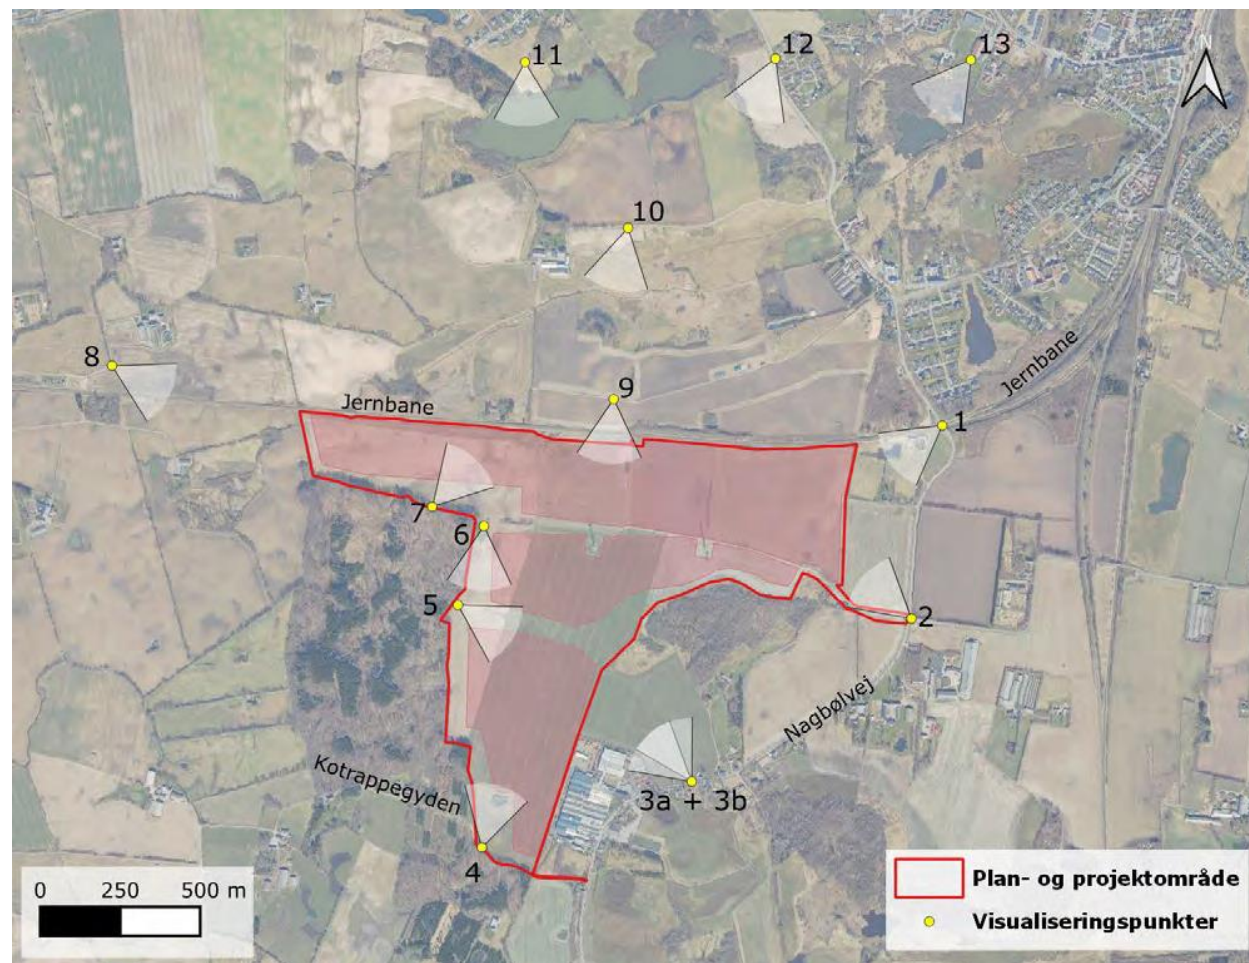 11
12
13
N
10
8
Jernbane
9
Jernbane
1
7
6
5
2
Nagbølvej
Kotrappegyden
3a + 3b
4
0 250 500 m
Plan- og projektområde
Visualiseringspunkter